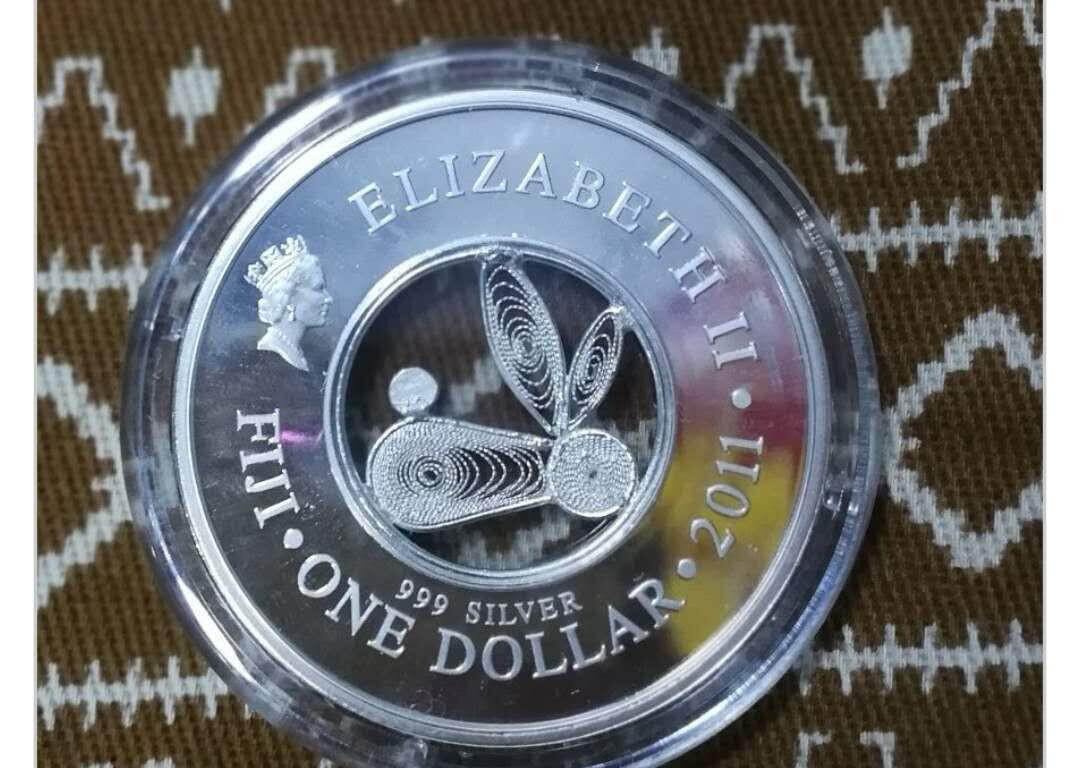 ELIZABETH II • 2011 •
FIJI • ONE DOLLAR
999 SILVER